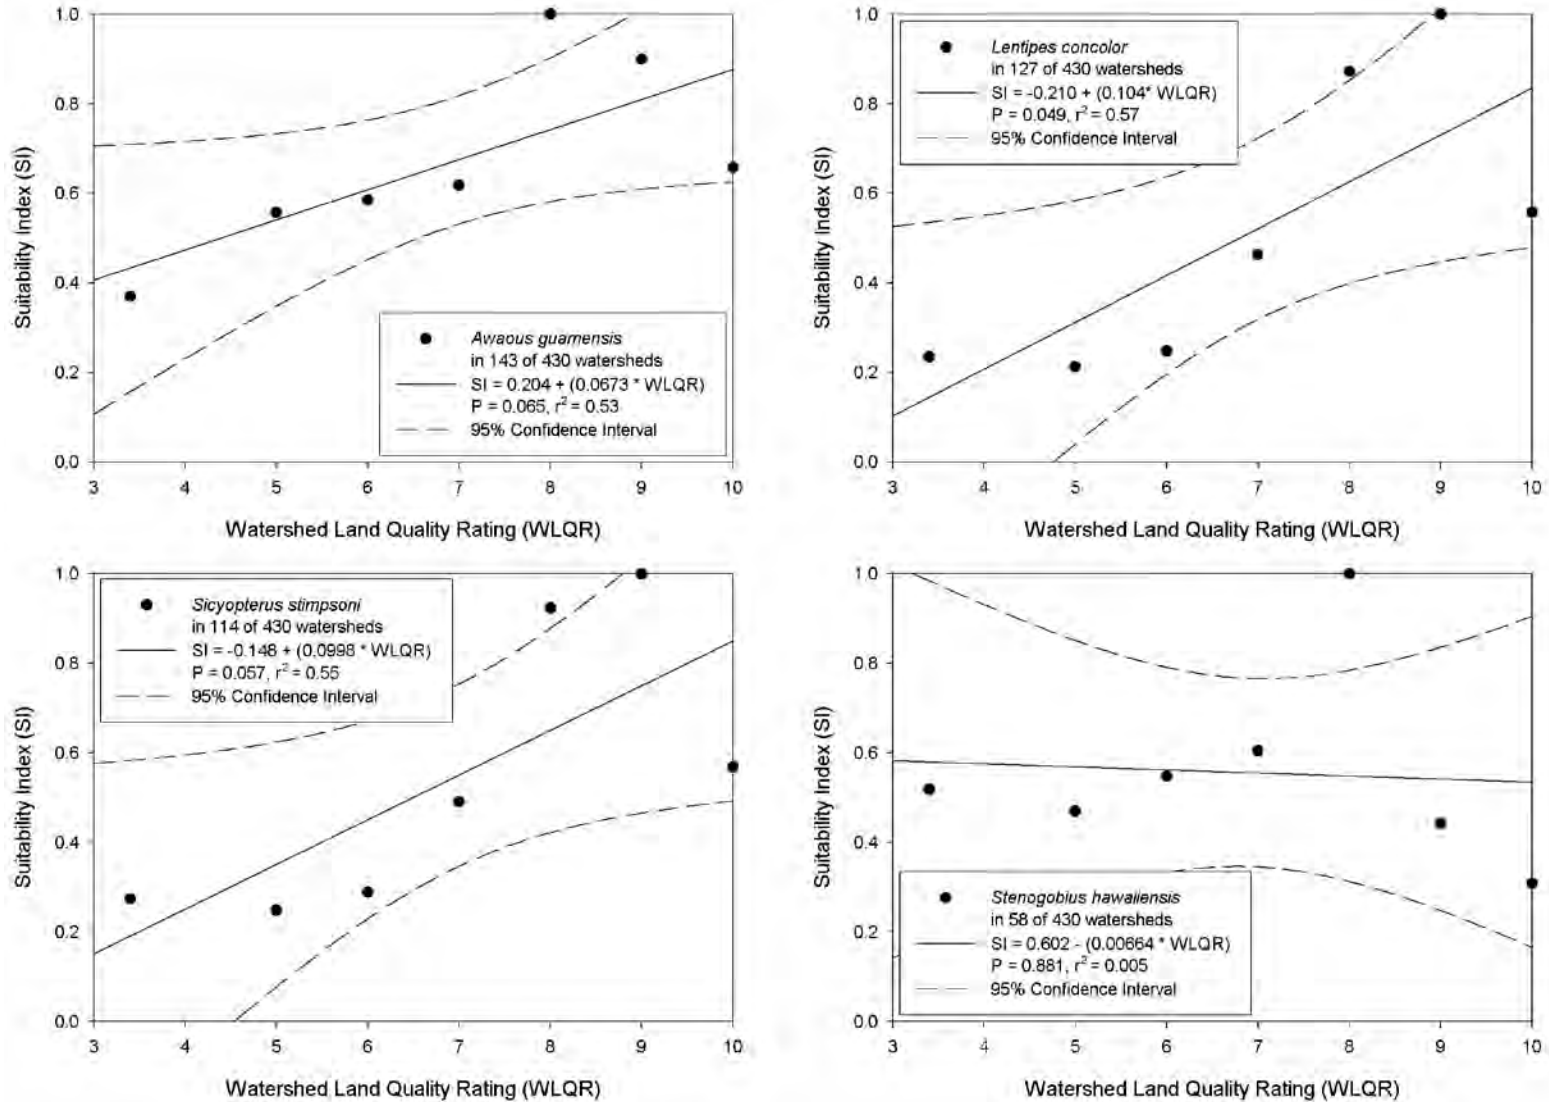 1.0
0.8
0.6
0.4
0.2
0.0
Suitability Index (SI)
Awaous guamensis
in 143 of 430 watersheds
SI = 0.204 + (0.0673 * WLQR)
P = 0.065, r² = 0.53
95% Confidence Interval
3 4 5 6 7 8 9 10
Watershed Land Quality Rating (WLQR)
1.0
0.8
0.6
0.4
0.2
0.0
Suitability Index (SI)
Lentipes concolor
in 127 of 430 watersheds
SI = -0.210 + (0.104* WLQR)
P = 0.049, r² = 0.57
95% Confidence Interval
3 4 5 6 7 8 9 10
Watershed Land Quality Rating (WLQR)
1.0
0.8
0.6
0.4
0.2
0.0
Suitability Index (SI)
Sicyopterus stimpsoni
in 114 of 430 watersheds
SI = -0.148 + (0.0998 * WLQR)
P = 0.057, r² = 0.55
95% Confidence Interval
3 4 5 6 7 8 9 10
Watershed Land Quality Rating (WLQR)
1.0
0.8
0.6
0.4
0.2
0.0
Suitability Index (SI)
Stenogobius hawaiiensis
in 58 of 430 watersheds
SI = 0.602 - (0.00664 * WLQR)
P = 0.881, r² = 0.005
95% Confidence Interval
3 4 5 6 7 8 9 10
Watershed Land Quality Rating (WLQR)